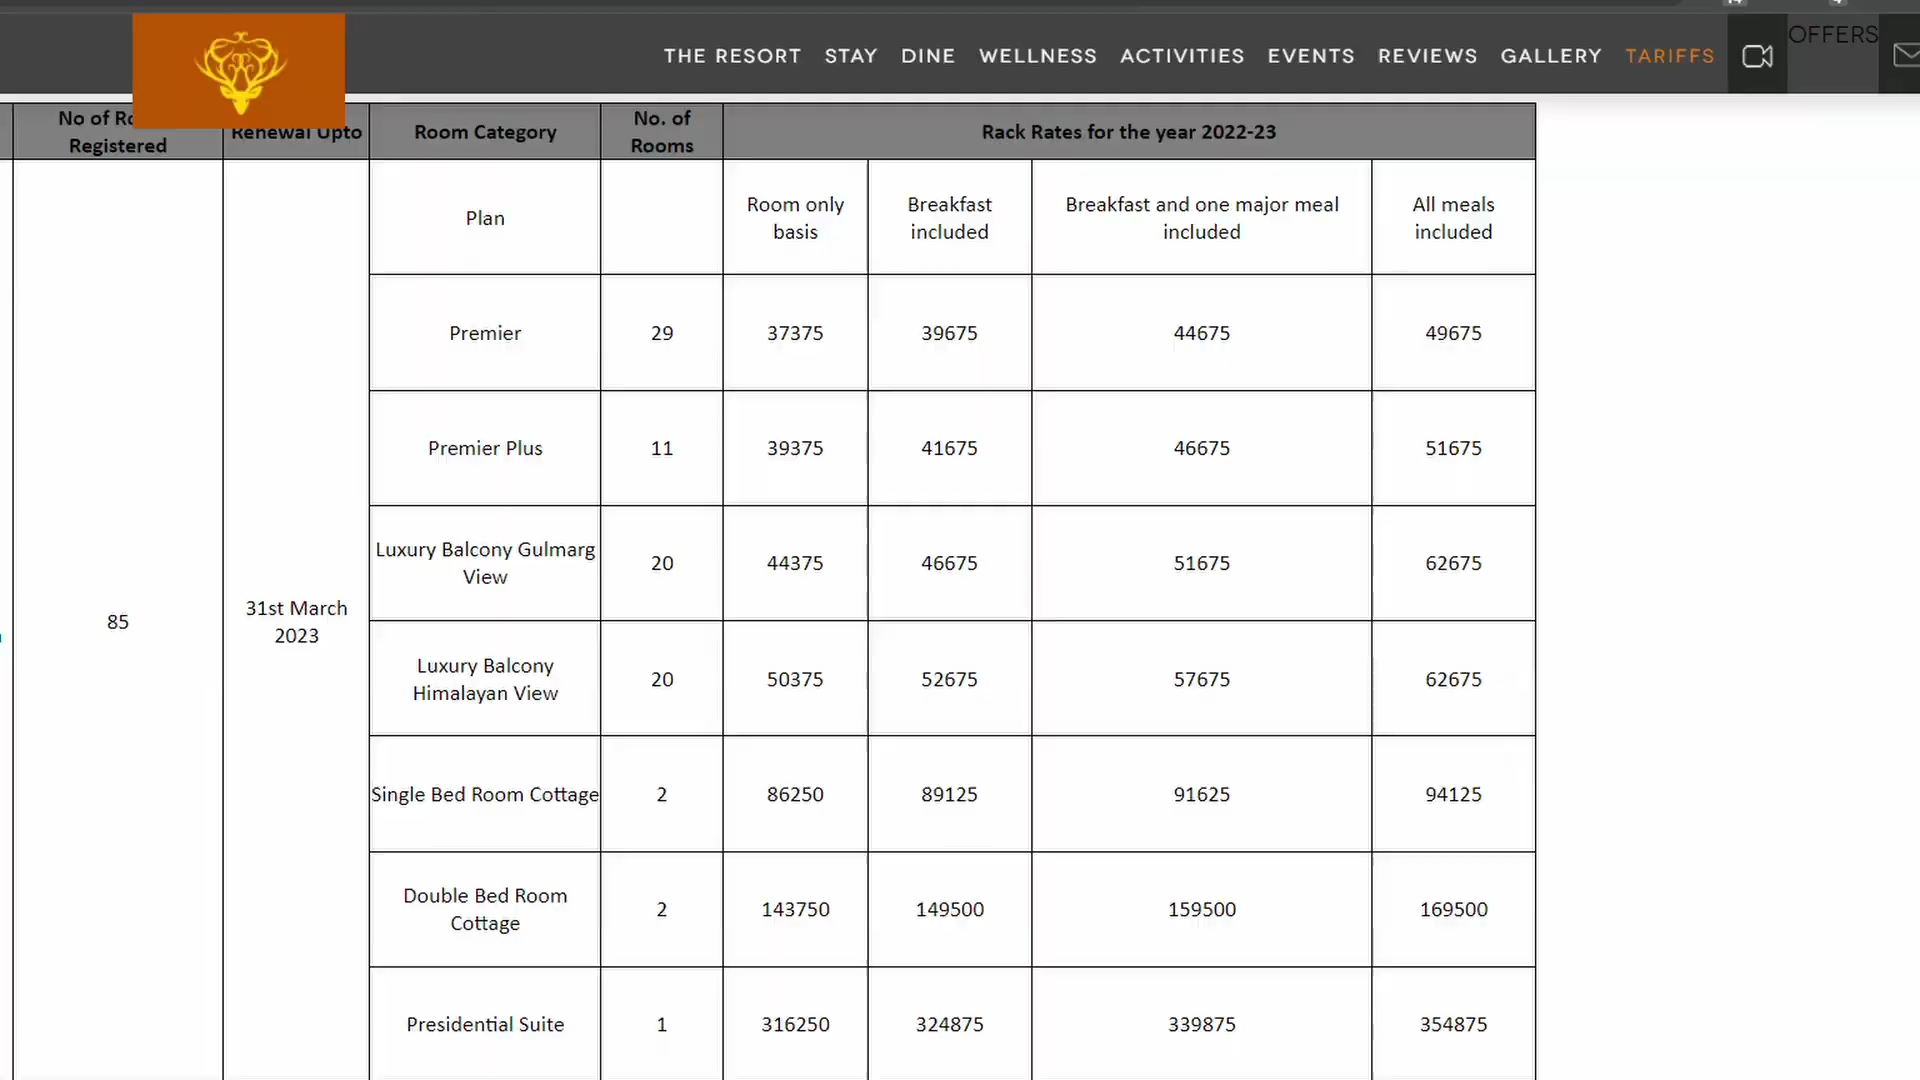 THE RESORT STAY DINE WELLNESS ACTIVITIES EVENTS REVIEWS GALLERY TARIFFS OFFERS
No of
Registered
Renewal Upto
Room Category
No. of
Rooms
Rack Rates for the year 2022-23
Plan
Room only
basis
Breakfast
included
Breakfast and one major meal
included
All meals
included
Premier 29 37375 39675 44675 49675
Premier Plus 11 39375 41675 46675 51675
Luxury Balcony Gulmarg
View
20 44375 46675 51675 62675
85
31st March
2023
Luxury Balcony
Himalayan View
20 50375 52675 57675 62675
Single Bed Room Cottage 2 86250 89125 91625 94125
Double Bed Room
Cottage
2 143750 149500 159500 169500
Presidential Suite 1 316250 324875 339875 354875